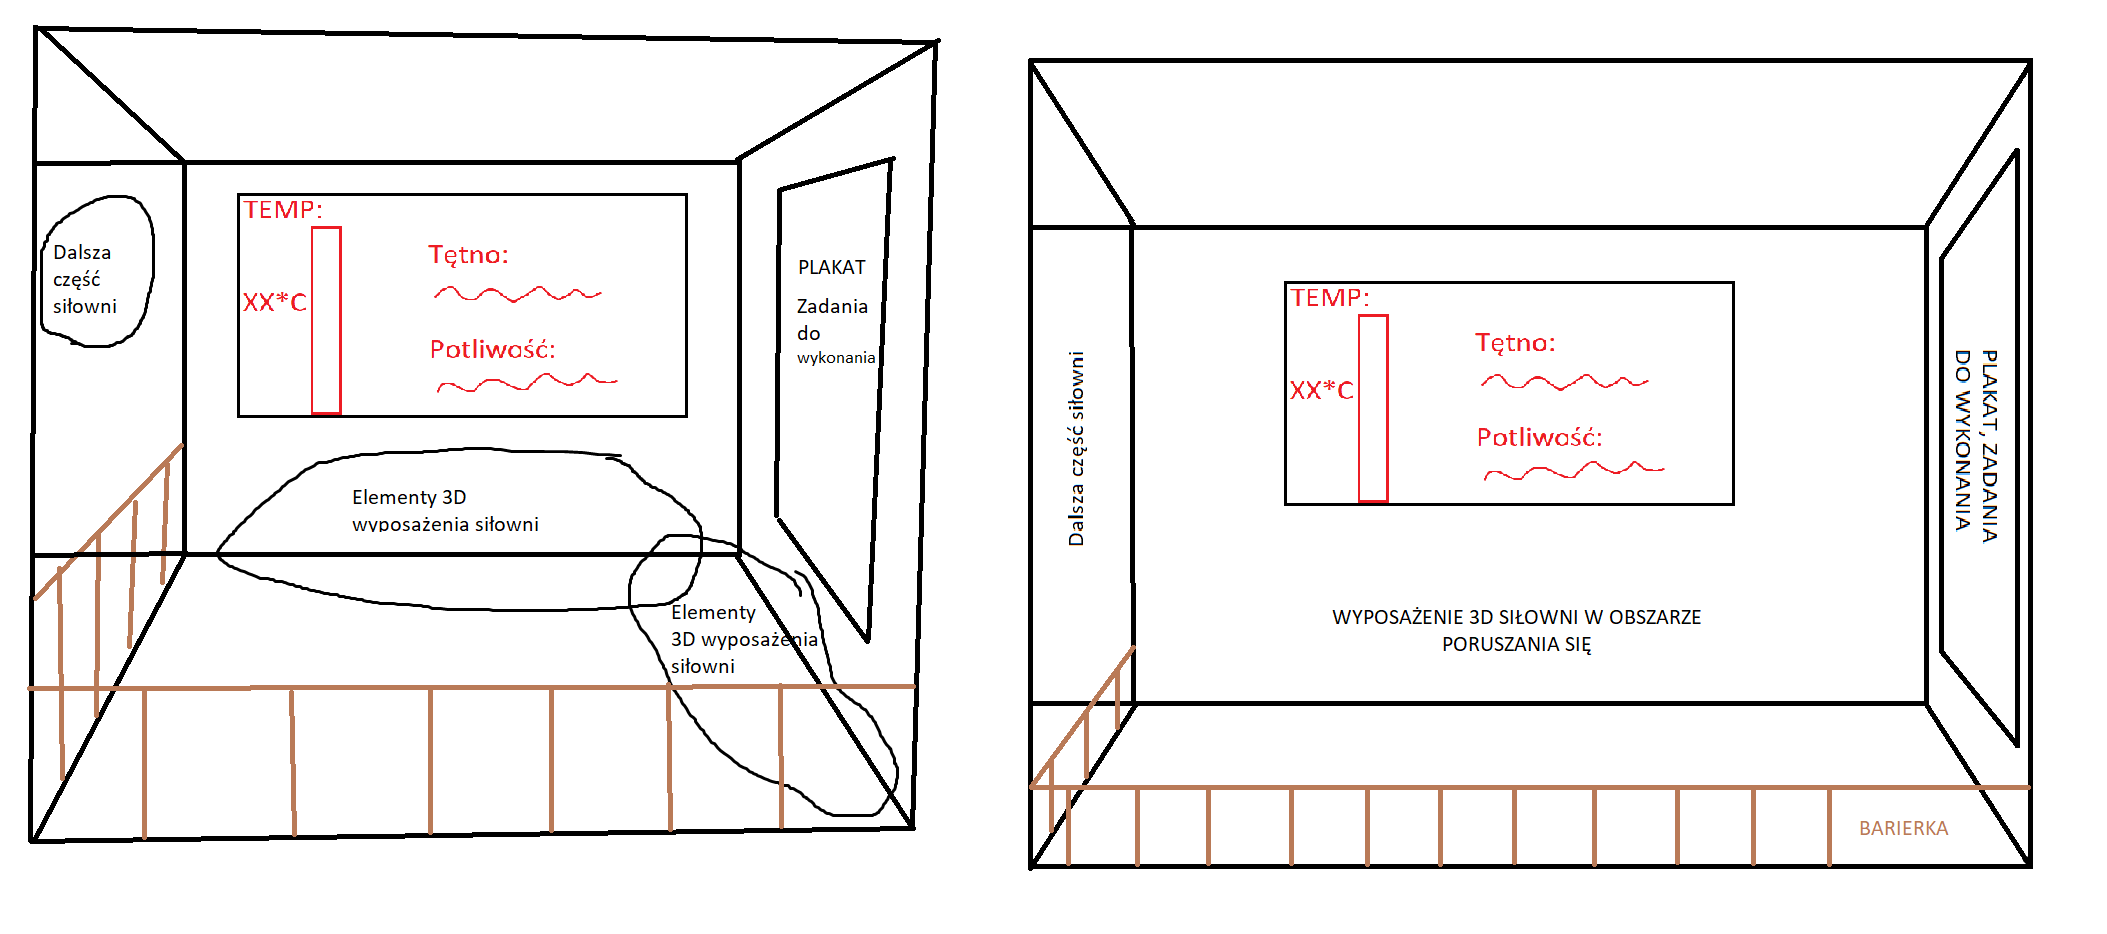 Dalsza
część
siłowni
TEMP:
XX*C
Tętno:
Potliwość:
PLAKAT
Zadania
do
wykonania
Elementy 3D
wyposażenia siłowni
Elementy
3D wyposażenia
siłowni
Dalsza część siłowni
TEMP:
XX*C
Tętno:
Potliwość:
PLAKAT, ZADANIA
DO WYKONANIA
WYPOSAŻENIE 3D SIŁOWNI W OBSZARZE
PORUSZANIA SIĘ
BARIERKA